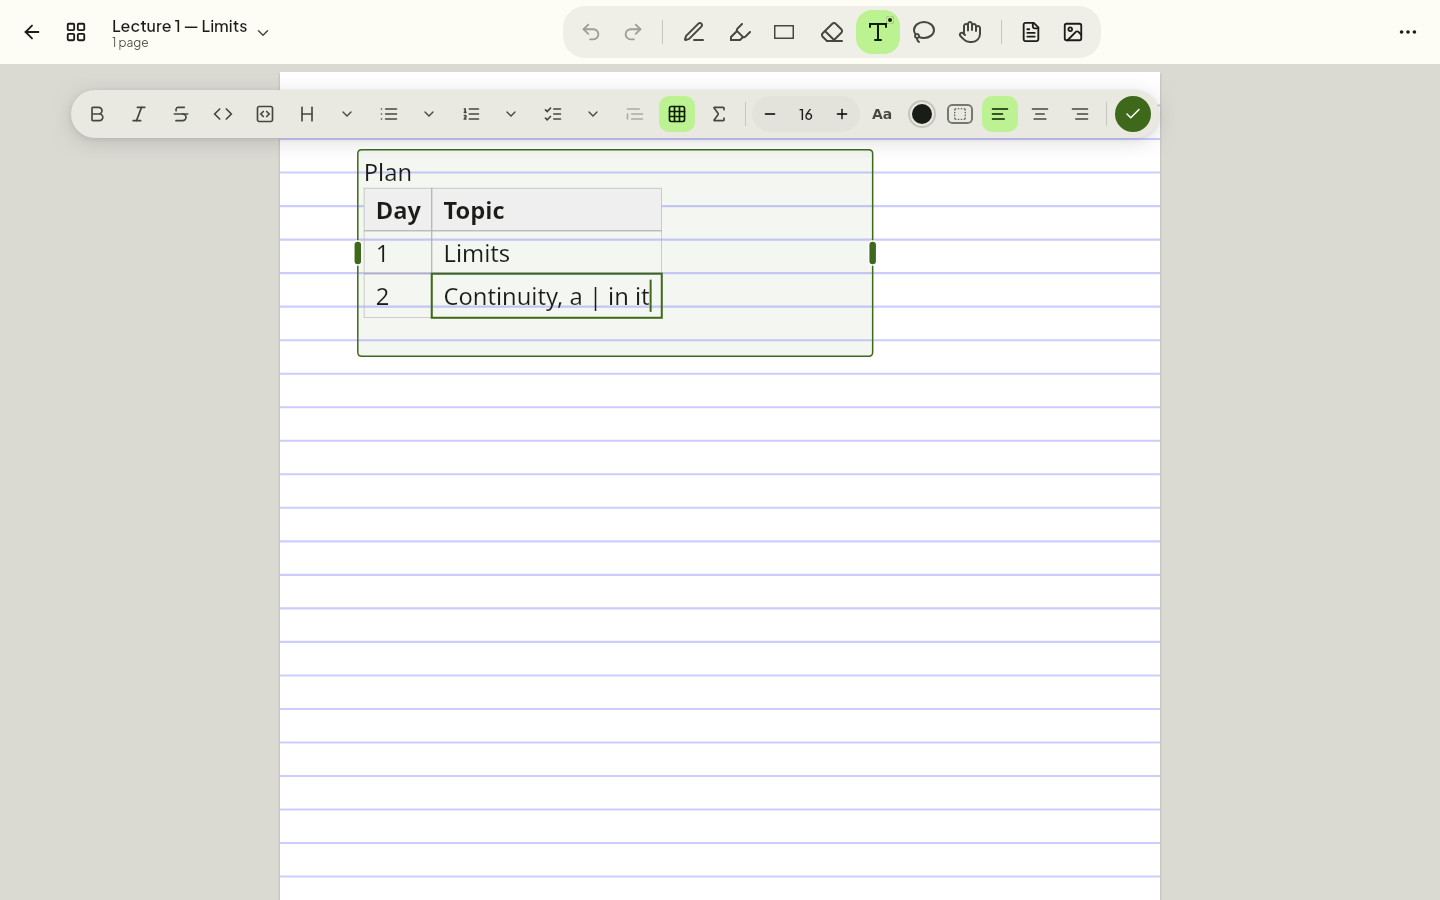 Lecture 1 — Limits
1 page
16
Aa
Plan
Day Topic
1 Limits
2 Continuity, a | in it